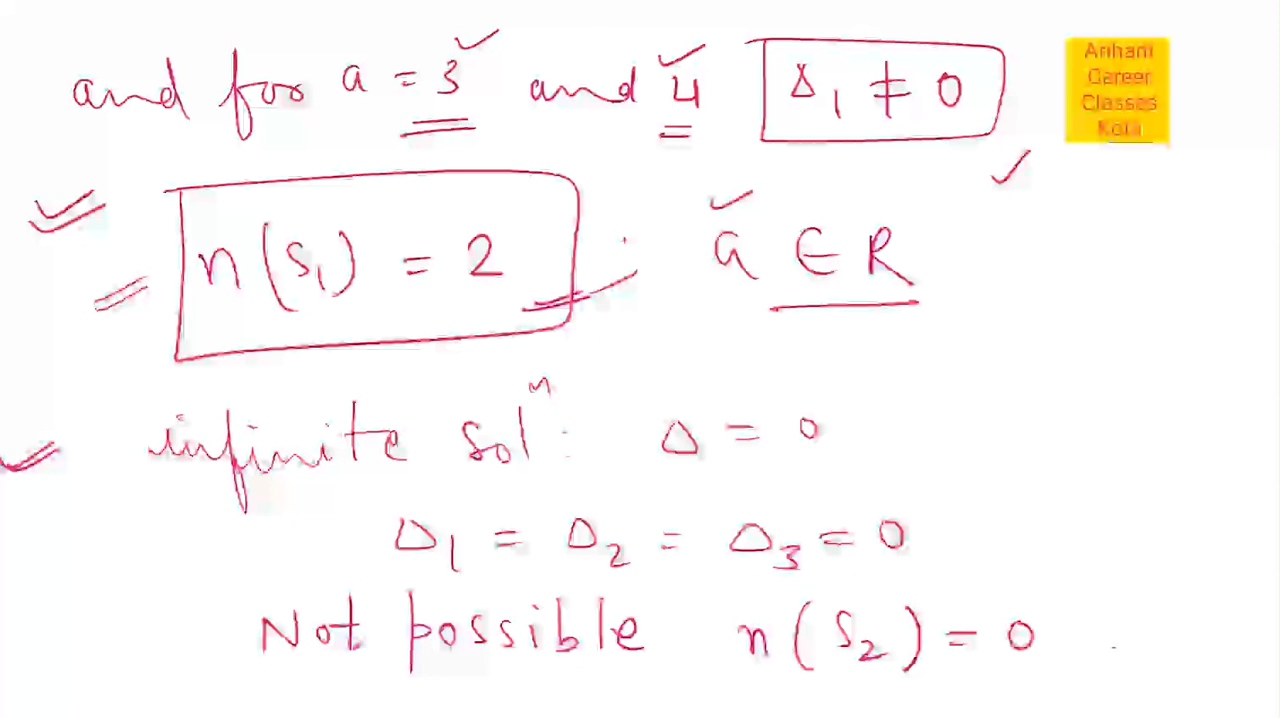 and for a = 3 and 4 Δ₁ ≠ 0
Arihant
Career
Classes
Kota
n(S₁) = 2 : a ∈ R
infinite solⁿ: Δ = 0
Δ₁ = Δ₂ = Δ₃ = 0
Not possible n(S₂) = 0